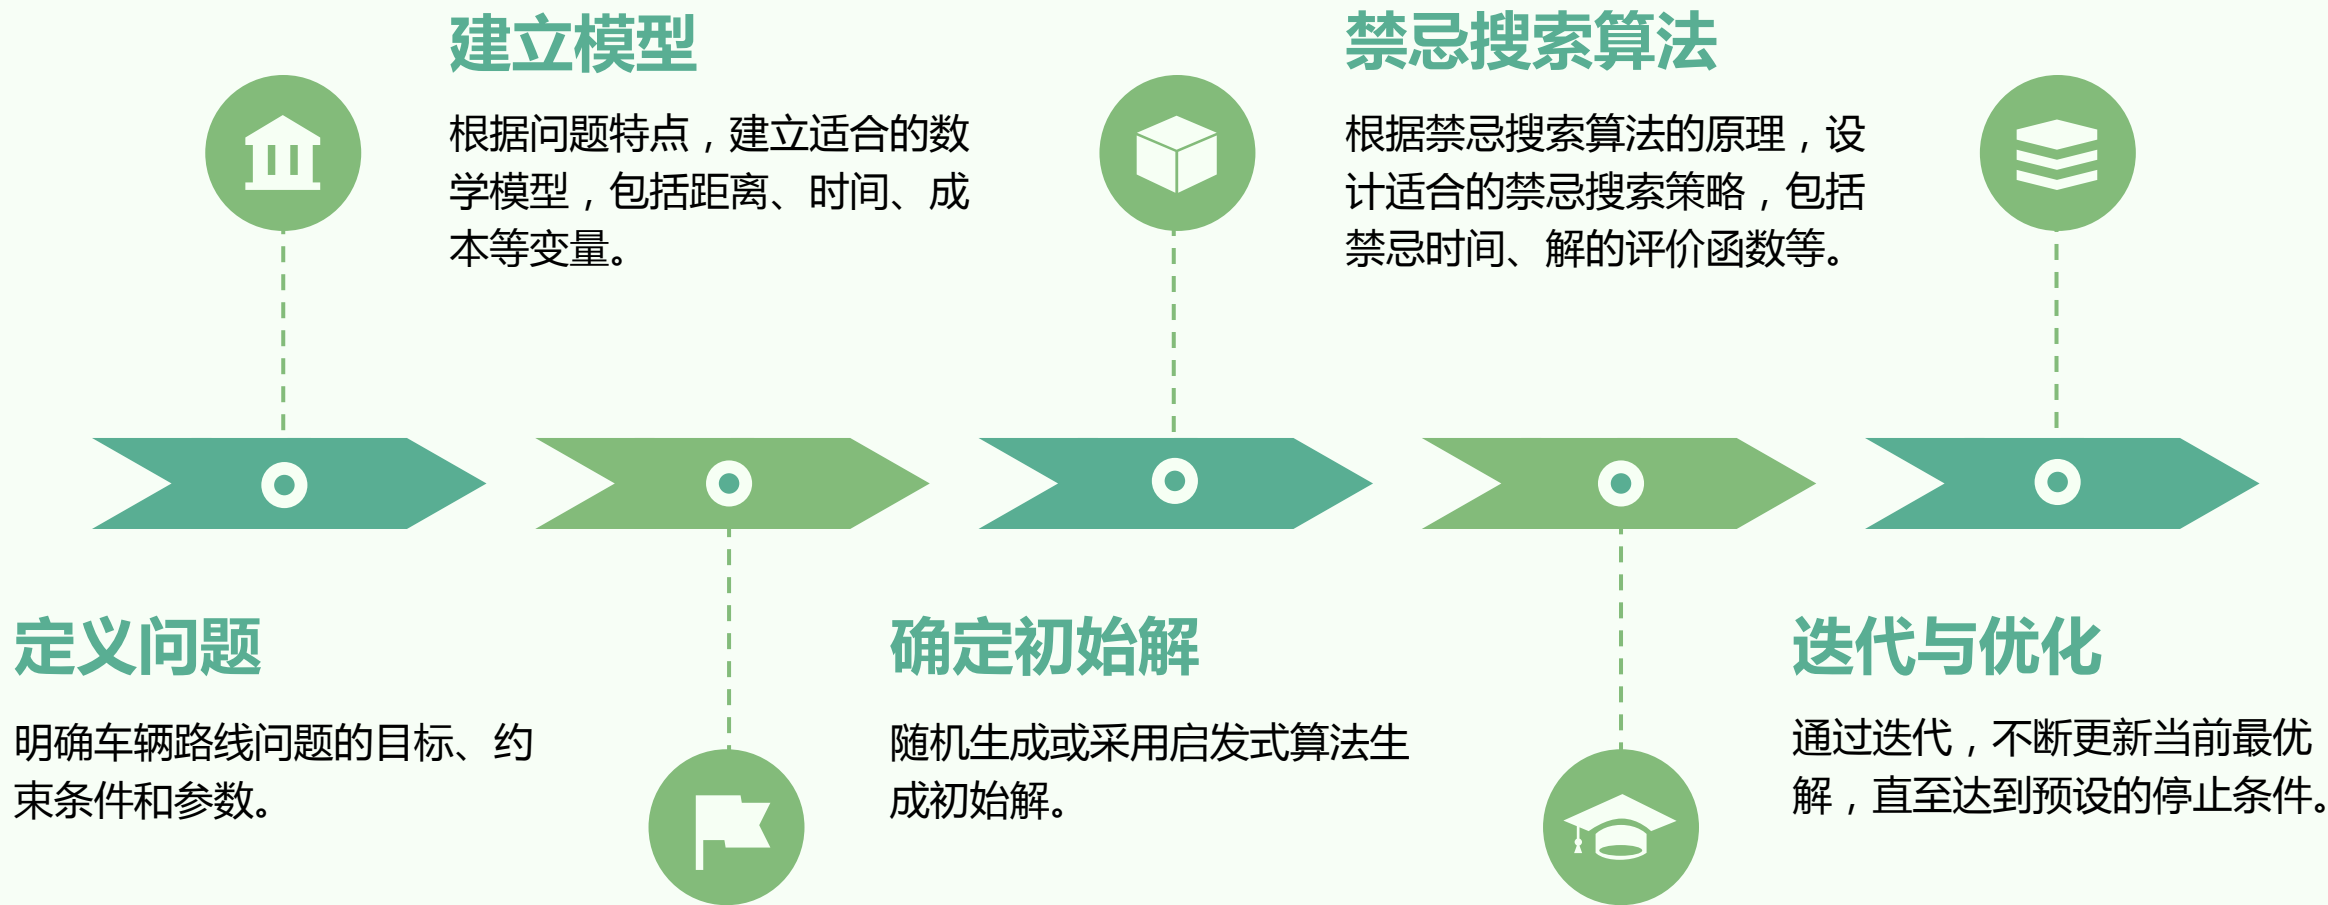 建立模型
根据问题特点，建立适合的数
学模型，包括距离、时间、成
本等变量。
禁忌搜索算法
根据禁忌搜索算法的原理，设
计适合的禁忌搜索策略，包括
禁忌时间、解的评价函数等。
定义问题
明确车辆路线问题的目标、约
束条件和参数。
确定初始解
随机生成或采用启发式算法生
成初始解。
迭代与优化
通过迭代，不断更新当前最优
解，直至达到预设的停止条件。